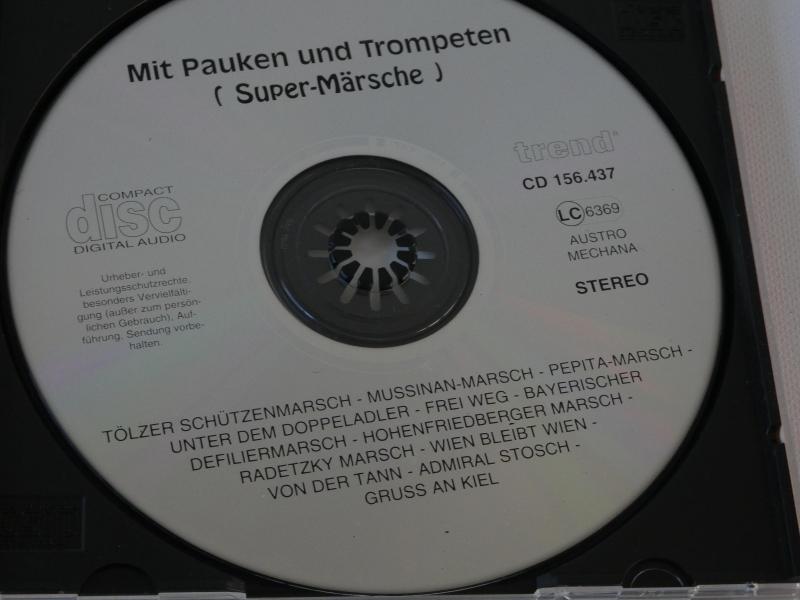 Mit Pauken und Trompeten
( Super-Märsche )
trend
CD 156.437
LC 6369
AUSTRO
MECHANA
STEREO
COMPACT
disc
DIGITAL AUDIO
Urheber- und
Leistungsschutzrechte.
besonders Vervielfälti-
gung (außer zum persön-
lichen Gebrauch), Auf-
führung, Sendung vorbe-
halten.
TÖLZER SCHÜTZENMARSCH - MUSSINAN-MARSCH - PEPITA-MARSCH -
UNTER DEM DOPPELADLER - FREI WEG - BAYERISCHER
DEFILIERMARSCH - HOHENFRIEDBERGER MARSCH -
RADETZKY MARSCH - WIEN BLEIBT WIEN -
VON DER TANN - ADMIRAL STOSCH -
GRUSS AN KIEL